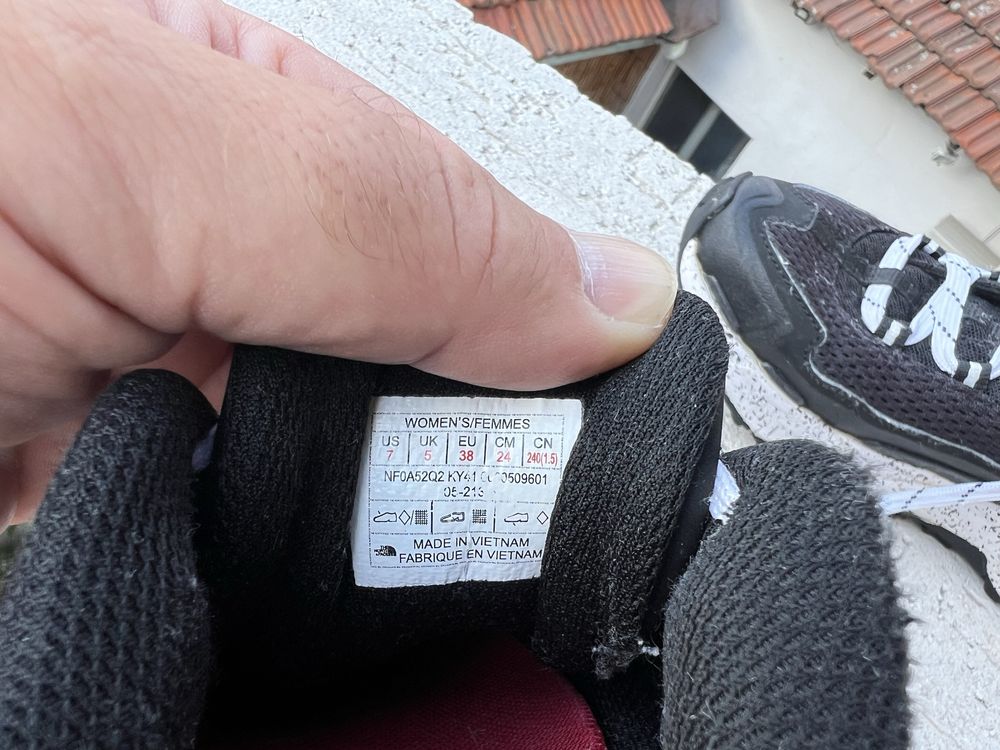 WOMEN'S/FEMMES
US UK EU CM CN
7 5 38 24 240(1.5)
NF0A52Q2 KY41
MADE IN VIETNAM
FABRIQUE EN VIETNAM